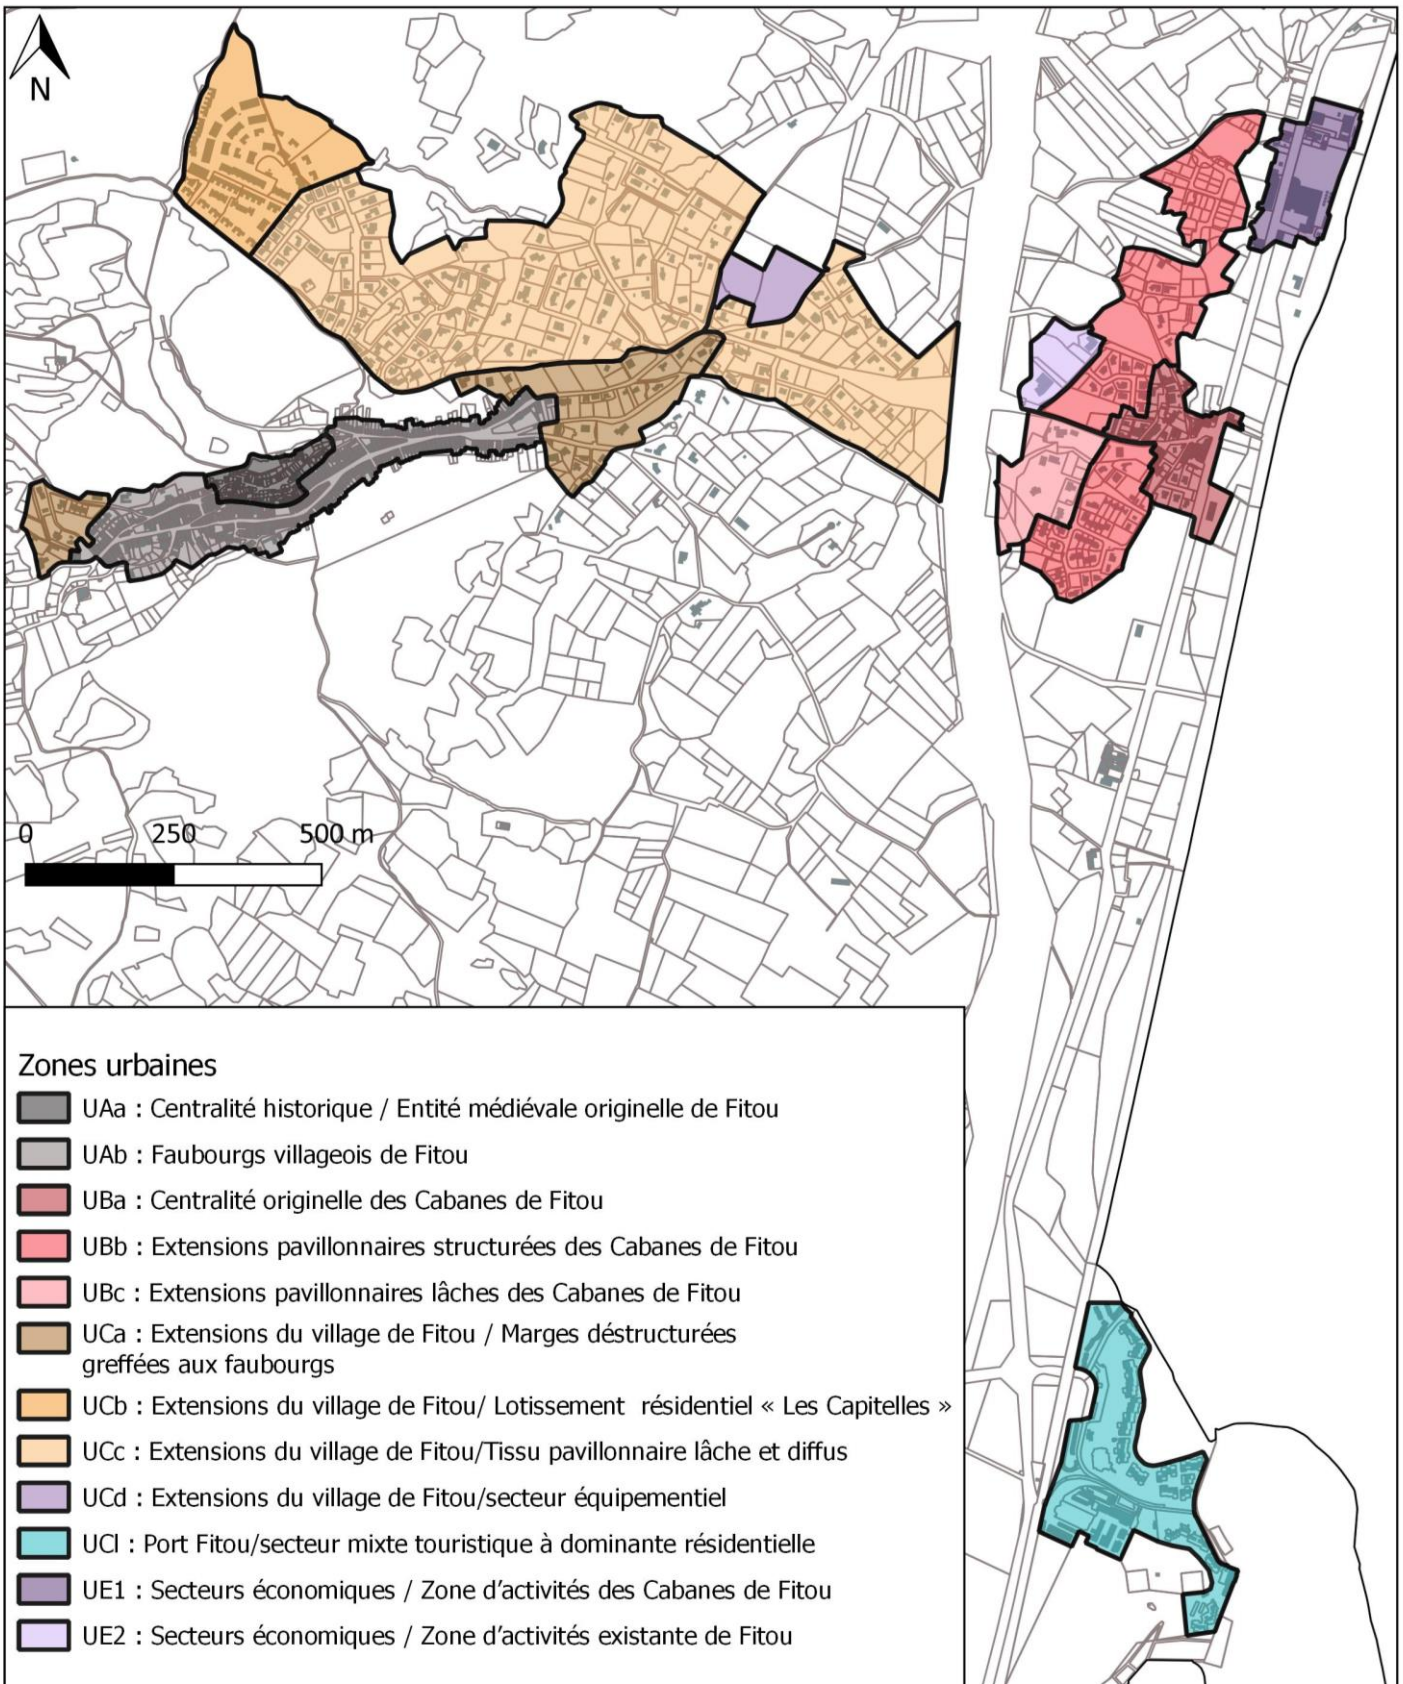 N
0 250 500 m
Zones urbaines
UAa : Centralité historique / Entité médiévale originelle de Fitou
UAb : Faubourgs villageois de Fitou
UBa : Centralité originelle des Cabanes de Fitou
UBb : Extensions pavillonnaires structurées des Cabanes de Fitou
UBc : Extensions pavillonnaires lâches des Cabanes de Fitou
UCa : Extensions du village de Fitou / Marges déstructurées
greffées aux faubourgs
UCb : Extensions du village de Fitou/ Lotissement résidentiel « Les Capitelles »
UCc : Extensions du village de Fitou/Tissu pavillonnaire lâche et diffus
UCd : Extensions du village de Fitou/secteur équipementiel
UCl : Port Fitou/secteur mixte touristique à dominante résidentielle
UE1 : Secteurs économiques / Zone d'activités des Cabanes de Fitou
UE2 : Secteurs économiques / Zone d'activités existante de Fitou